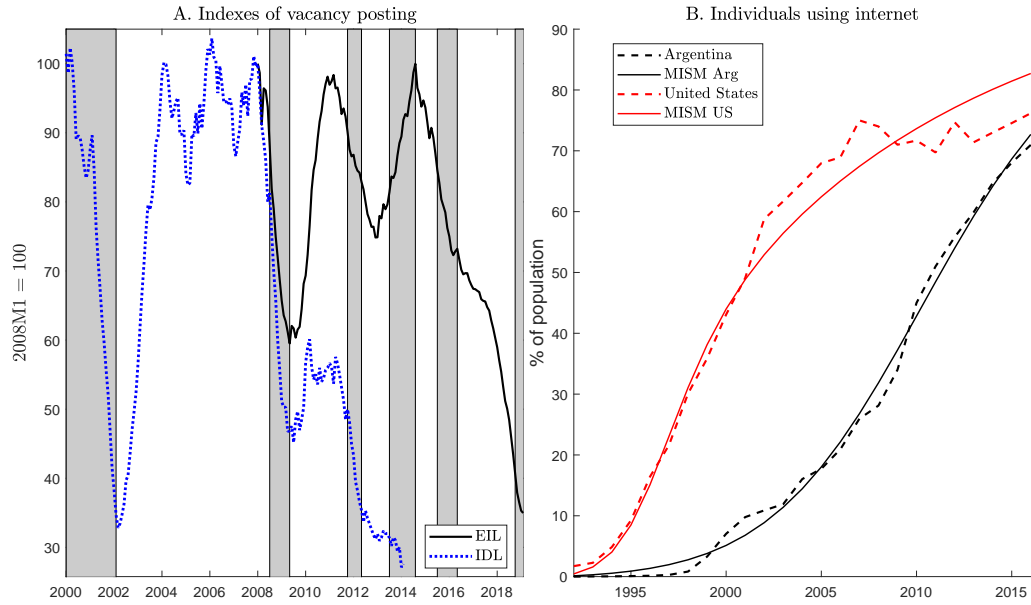 A. Indexes of vacancy posting
2008M1 = 100
100
90
80
70
60
50
40
30
2000 2002 2004 2006 2008 2010 2012 2014 2016 2018
EIL
IDL
B. Individuals using internet
% of population
90
80
70
60
50
40
30
20
10
0
1995 2000 2005 2010 2015
Argentina
MISM Arg
United States
MISM US